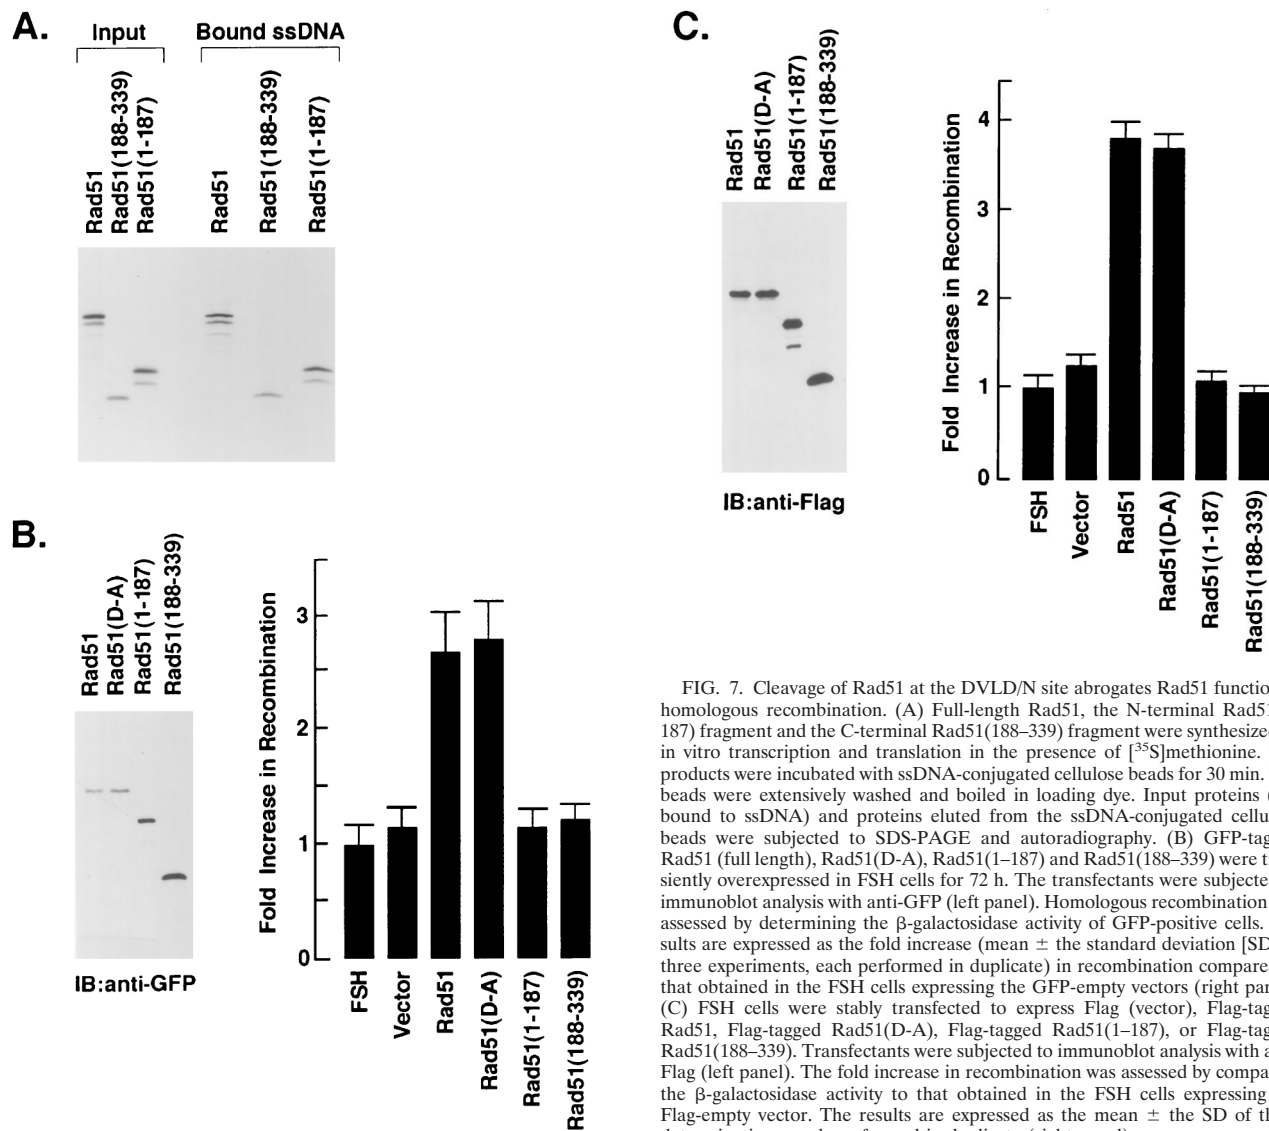 A.
Input
Bound ssDNA
Rad51
Rad51(188-339)
Rad51(1-187)
Rad51
Rad51(188-339)
Rad51(1-187)
B.
Rad51
Rad51(D-A)
Rad51(1-187)
Rad51(188-339)
IB:anti-GFP
Fold Increase in Recombination
3
2
1
0
FSH
Vector
Rad51
Rad51(D-A)
Rad51(1-187)
Rad51(188-339)
C.
Rad51
Rad51(D-A)
Rad51(1-187)
Rad51(188-339)
IB:anti-Flag
Fold Increase in Recombination
4
3
2
1
0
FSH
Vector
Rad51
Rad51(D-A)
Rad51(1-187)
Rad51(188-339)
FIG. 7. Cleavage of Rad51 at the DVLD/N site abrogates Rad51 function
homologous recombination. (A) Full-length Rad51, the N-terminal Rad51
187) fragment and the C-terminal Rad51(188–339) fragment were synthesized
in vitro transcription and translation in the presence of [35S]methionine.
products were incubated with ssDNA-conjugated cellulose beads for 30 min.
beads were extensively washed and boiled in loading dye. Input proteins
bound to ssDNA) and proteins eluted from the ssDNA-conjugated cellu
beads were subjected to SDS-PAGE and autoradiography. (B) GFP-tag
Rad51 (full length), Rad51(D-A), Rad51(1–187) and Rad51(188–339) were
siently overexpressed in FSH cells for 72 h. The transfectants were subjected
immunoblot analysis with anti-GFP (left panel). Homologous recombination
assessed by determining the β-galactosidase activity of GFP-positive cells.
sults are expressed as the fold increase (mean ± the standard deviation [SD]
three experiments, each performed in duplicate) in recombination compare
that obtained in the FSH cells expressing the GFP-empty vectors (right pan
(C) FSH cells were stably transfected to express Flag (vector), Flag-tag
Rad51, Flag-tagged Rad51(D-A), Flag-tagged Rad51(1–187), or Flag-tag
Rad51(188–339). Transfectants were subjected to immunoblot analysis with
Flag (left panel). The fold increase in recombination was assessed by compa
the β-galactosidase activity to that obtained in the FSH cells expressing
Flag-empty vector. The results are expressed as the mean ± the SD of